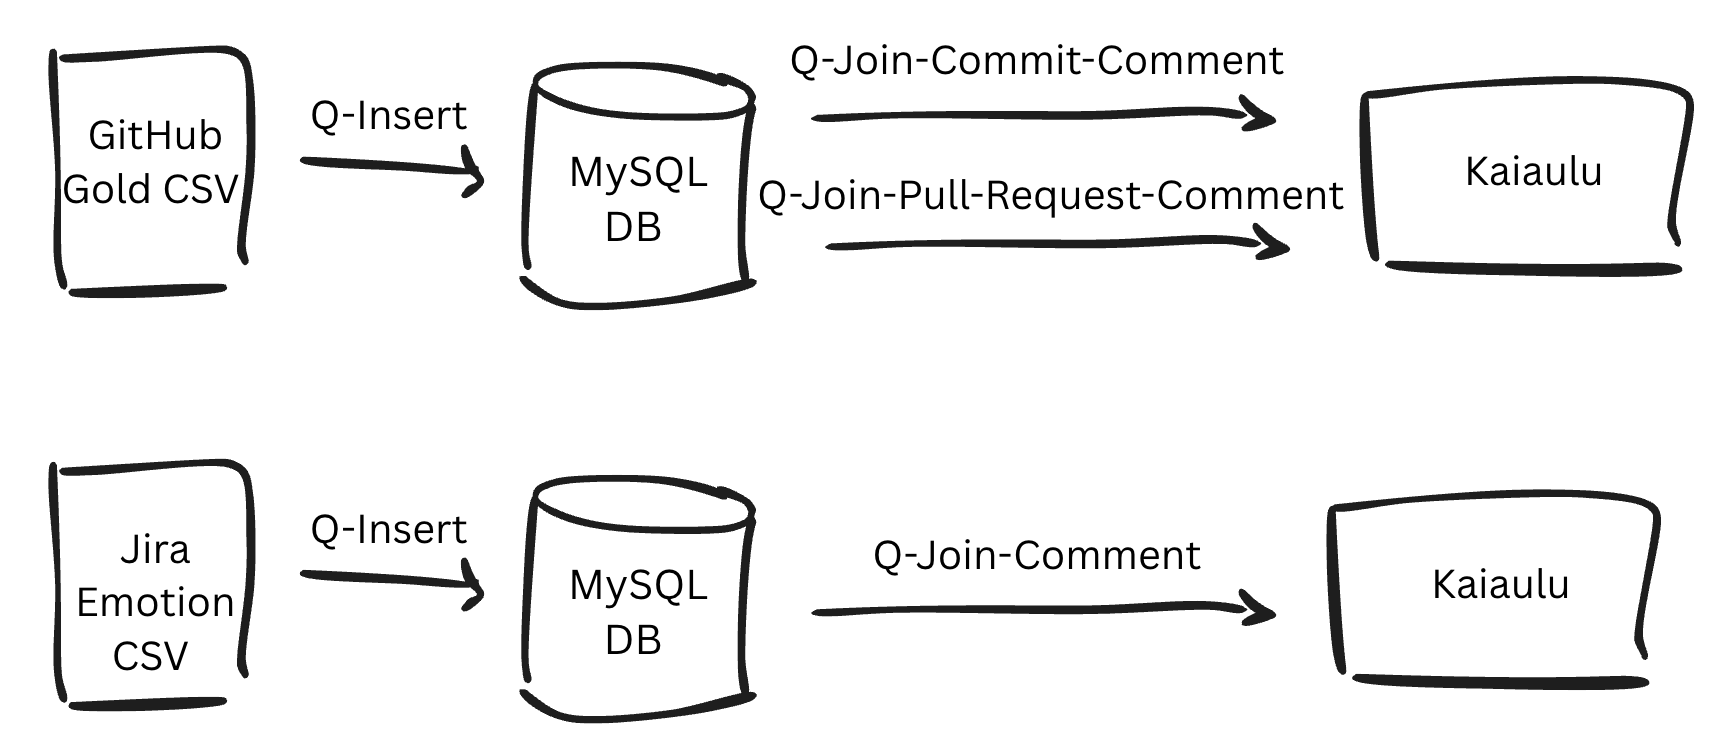 Q-Join-Commit-Comment
Q-Insert
GitHub
Gold CSV
MySQL
DB
Q-Join-Pull-Request-Comment
Kaiaulu
Jira
Emotion
CSV
Q-Insert
MySQL
DB
Q-Join-Comment
Kaiaulu